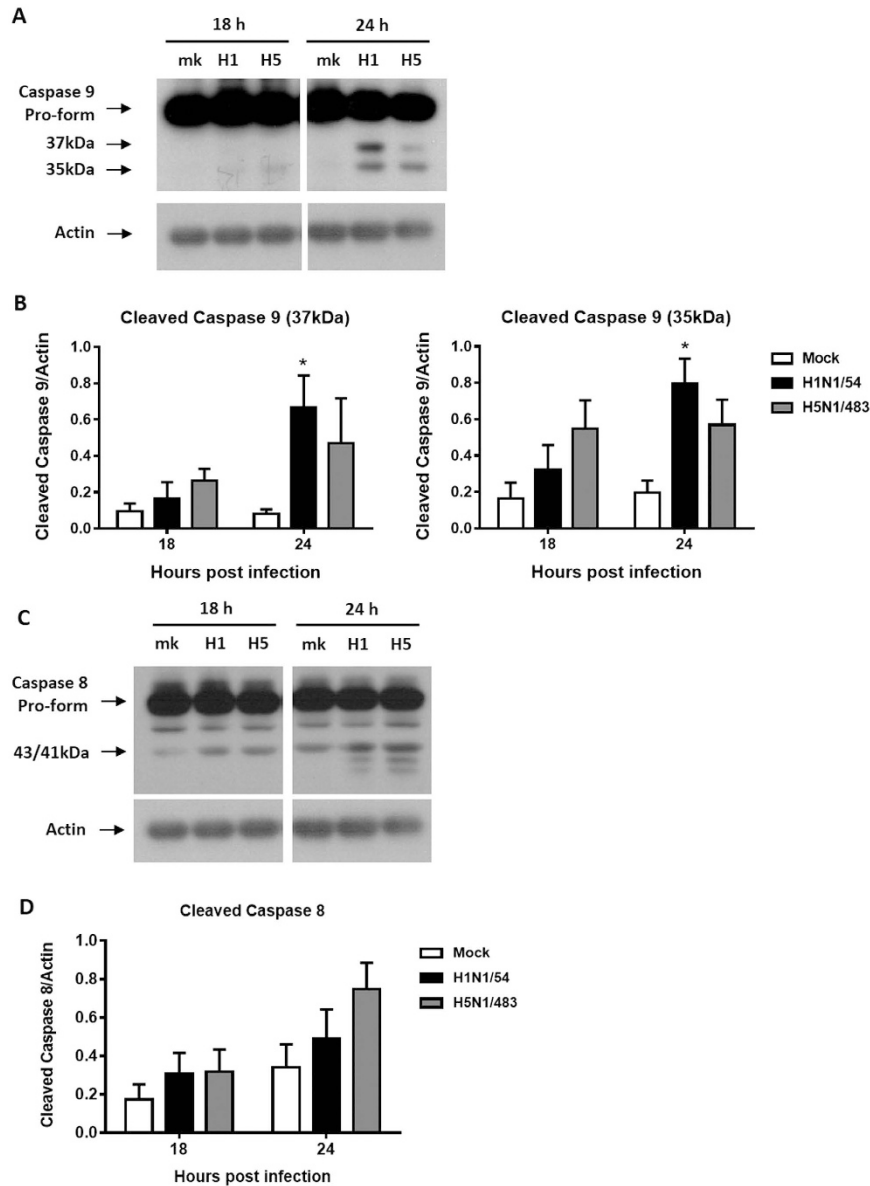 A
18 h 24 h
mk H1 H5 mk H1 H5
Caspase 9
Pro-form
37kDa
35kDa
Actin
B
Cleaved Caspase 9 (37kDa)
Cleaved Caspase 9/Actin
1.0
0.8
0.6
0.4
0.2
0.0
*
18 24
Hours post infection
Cleaved Caspase 9 (35kDa)
Cleaved Caspase 9/Actin
1.0
0.8
0.6
0.4
0.2
0.0
*
18 24
Hours post infection
Mock
H1N1/54
H5N1/483
C
18 h 24 h
mk H1 H5 mk H1 H5
Caspase 8
Pro-form
43/41kDa
Actin
D
Cleaved Caspase 8
Cleaved Caspase 8/Actin
1.0
0.8
0.6
0.4
0.2
0.0
18 24
Hours post infection
Mock
H1N1/54
H5N1/483